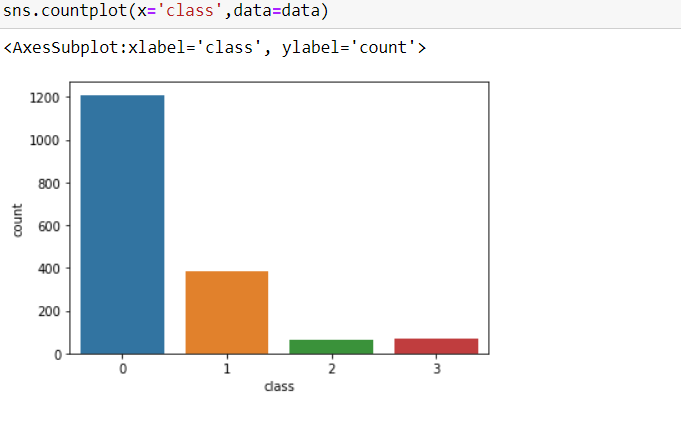 sns.countplot(x='class',data=data)
<AxesSubplot:xlabel='class', ylabel='count'>
1200
1000
800
600
400
200
0
count
0 1 2 3
class